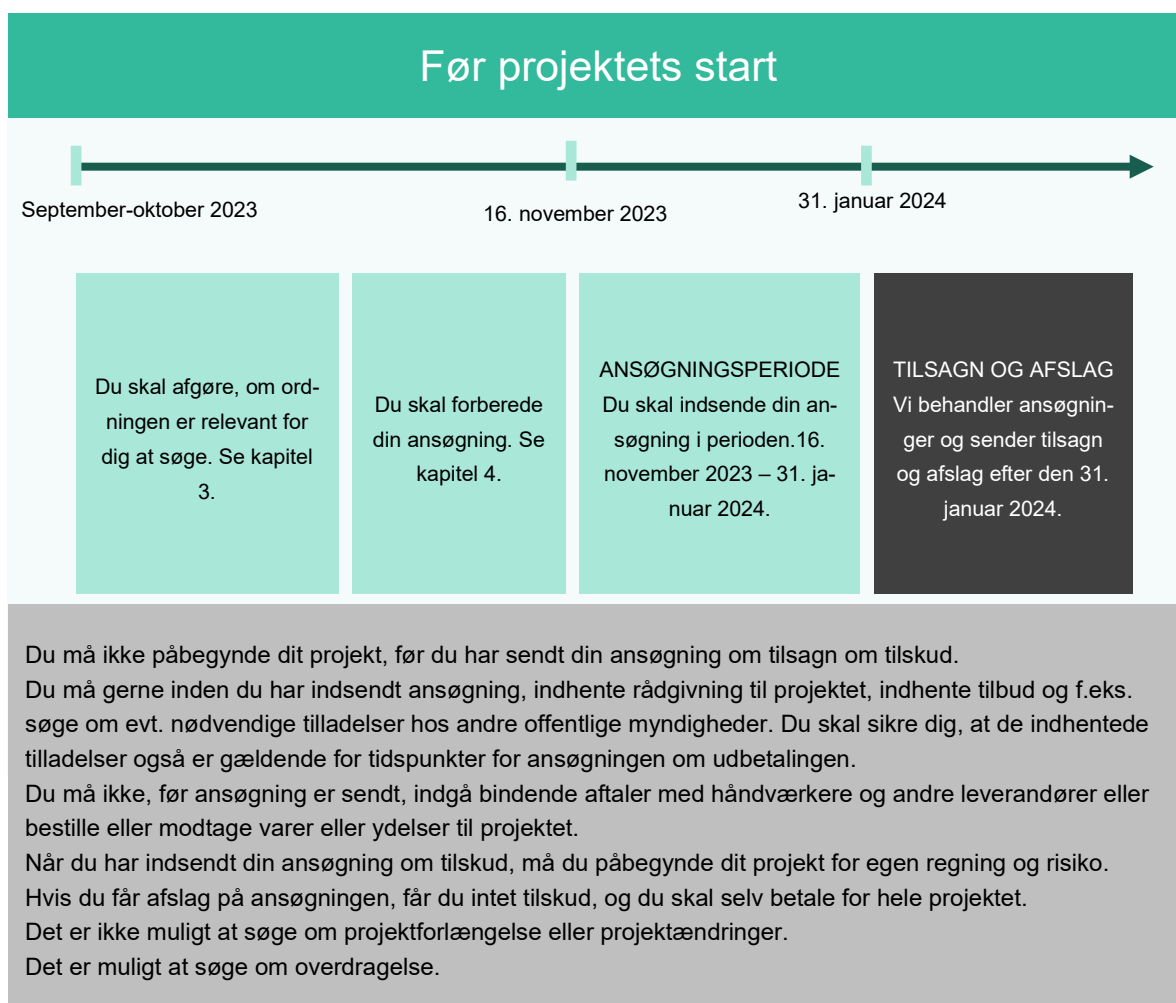 Før projektets start
September-oktober 2023
16. november 2023
31. januar 2024
Du skal afgøre, om ord-
ningen er relevant for
dig at søge. Se kapitel
3.
Du skal forberede
din ansøgning. Se
kapitel 4.
ANSØGNINGSPERIODE
Du skal indsende din an-
søgning i perioden.16.
november 2023 – 31. ja-
nuar 2024.
TILSAGN OG AFSLAG
Vi behandler ansøgnin-
ger og sender tilsagn
og afslag efter den 31.
januar 2024.
Du må ikke påbegynde dit projekt, før du har sendt din ansøgning om tilsagn om tilskud.
Du må gerne inden du har indsendt ansøgning, indhente rådgivning til projektet, indhente tilbud og f.eks.
søge om evt. nødvendige tilladelser hos andre offentlige myndigheder. Du skal sikre dig, at de indhentede
tilladelser også er gældende for tidspunkter for ansøgningen om udbetalingen.
Du må ikke, før ansøgning er sendt, indgå bindende aftaler med håndværkere og andre leverandører eller
bestille eller modtage varer eller ydelser til projektet.
Når du har indsendt din ansøgning om tilskud, må du påbegynde dit projekt for egen regning og risiko.
Hvis du får afslag på ansøgningen, får du intet tilskud, og du skal selv betale for hele projektet.
Det er ikke muligt at søge om projektforlængelse eller projektændringer.
Det er muligt at søge om overdragelse.